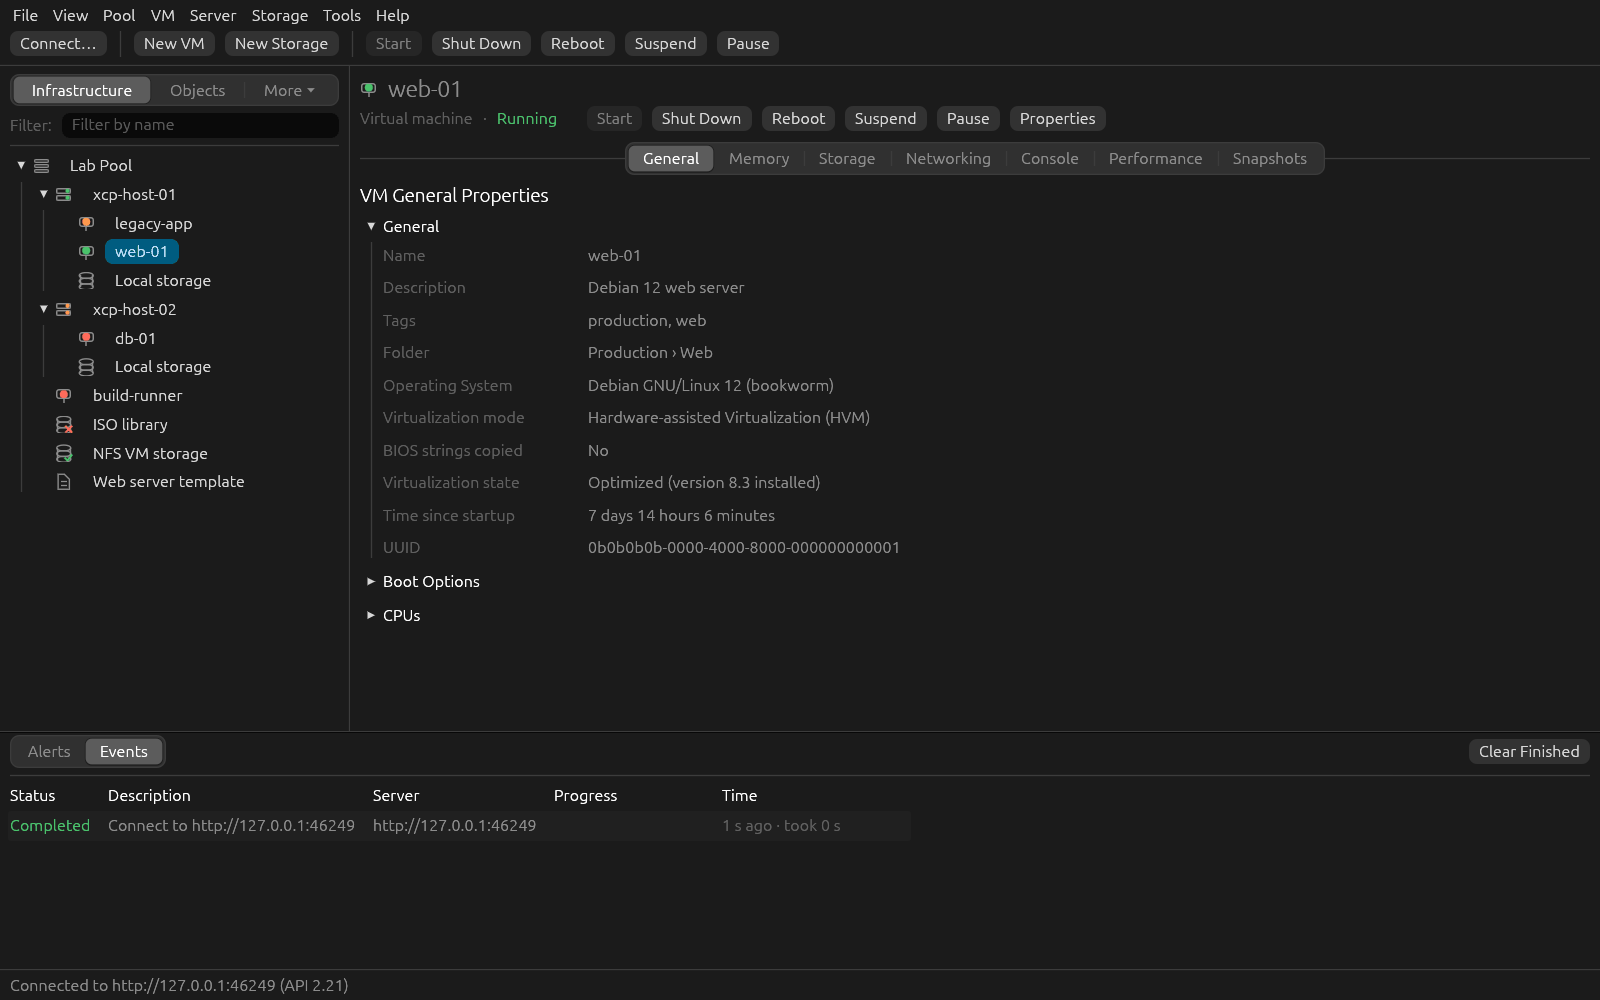 File View Pool VM Server Storage Tools Help
Connect... New VM New Storage Start Shut Down Reboot Suspend Pause
Infrastructure Objects More
Filter: Filter by name
Lab Pool
xcp-host-01
legacy-app
web-01
Local storage
xcp-host-02
db-01
Local storage
build-runner
ISO library
NFS VM storage
Web server template
web-01
Virtual machine · Running Start Shut Down Reboot Suspend Pause Properties
General Memory Storage Networking Console Performance Snapshots
VM General Properties
General
Name web-01
Description Debian 12 web server
Tags production, web
Folder Production › Web
Operating System Debian GNU/Linux 12 (bookworm)
Virtualization mode Hardware-assisted Virtualization (HVM)
BIOS strings copied No
Virtualization state Optimized (version 8.3 installed)
Time since startup 7 days 14 hours 6 minutes
UUID 0b0b0b0b-0000-4000-8000-000000000001
Boot Options
CPUs
Alerts Events Clear Finished
Status Description Server Progress Time
Completed Connect to http://127.0.0.1:46249 http://127.0.0.1:46249 1 s ago · took 0 s
Connected to http://127.0.0.1:46249 (API 2.21)